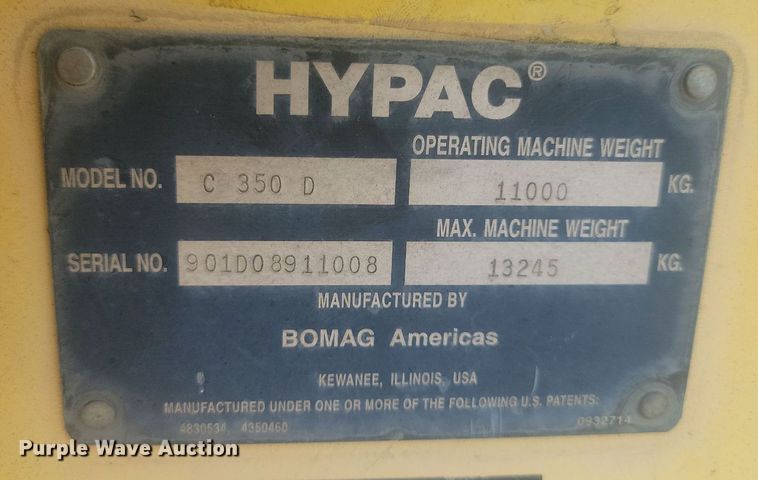 HYPAC®
OPERATING MACHINE WEIGHT
MODEL NO. C 350 D 11000 KG.
MAX. MACHINE WEIGHT
SERIAL NO. 901D08911008 13245 KG.
MANUFACTURED BY
BOMAG Americas
KEWANEE, ILLINOIS, USA
MANUFACTURED UNDER ONE OR MORE OF THE FOLLOWING U.S. PATENTS:
4830534 4350460 0932714
Purple Wave Auction